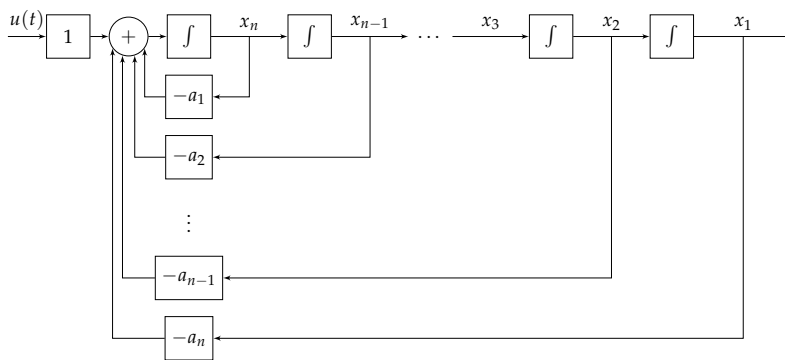 u(t) 1 + ∫ x_n ∫ x_{n−1} ⋯ x_3 ∫ x_2 ∫ x_1
−a_1
−a_2
⋮
−a_{n−1}
−a_n